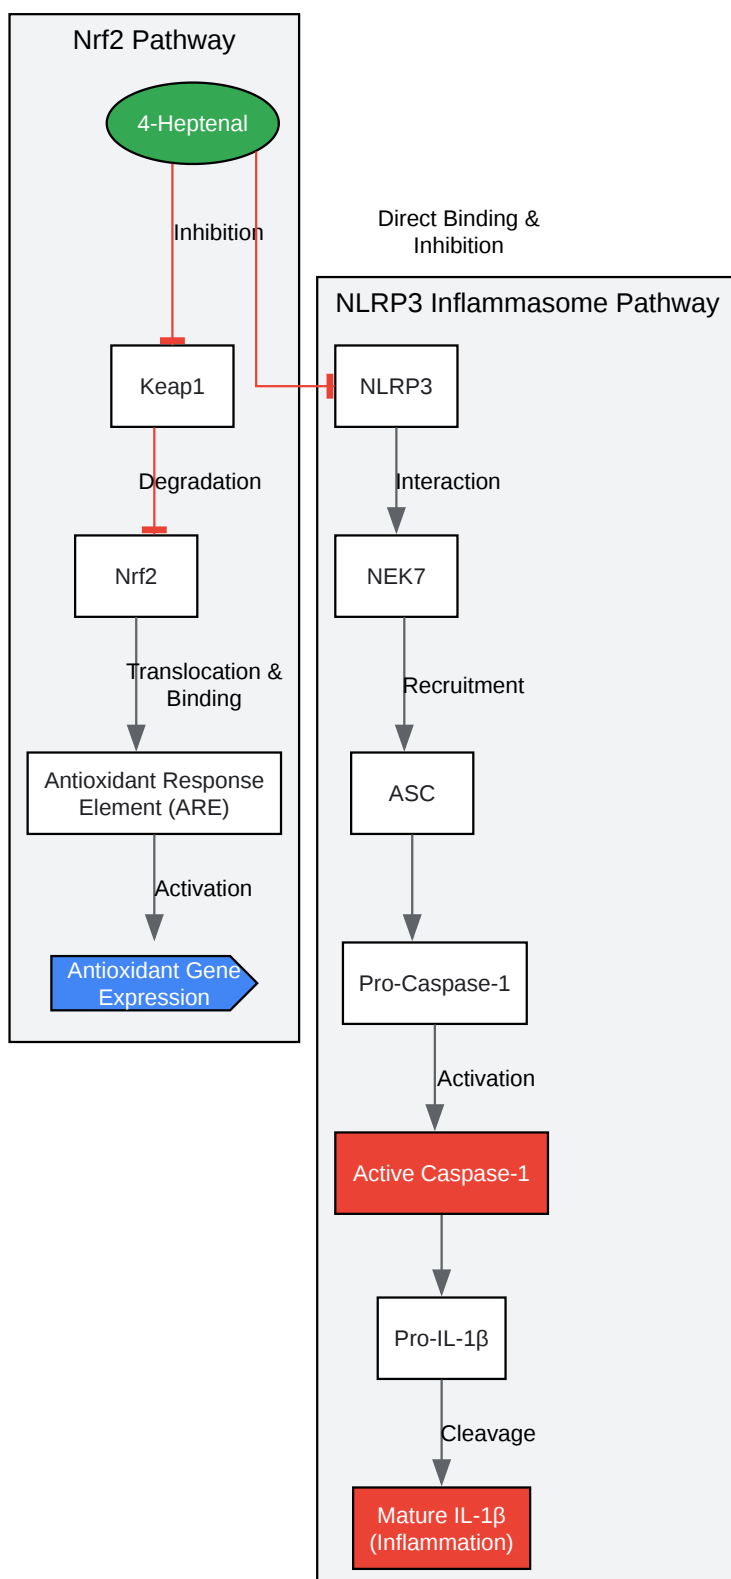 Nrf2 Pathway
4-Heptenal
Inhibition
Keap1
Degradation
Nrf2
Translocation &
Binding
Antioxidant Response
Element (ARE)
Activation
Antioxidant Gene
Expression
Direct Binding &
Inhibition
NLRP3 Inflammasome Pathway
NLRP3
Interaction
NEK7
Recruitment
ASC
Pro-Caspase-1
Activation
Active Caspase-1
Pro-IL-1β
Cleavage
Mature IL-1β
(Inflammation)